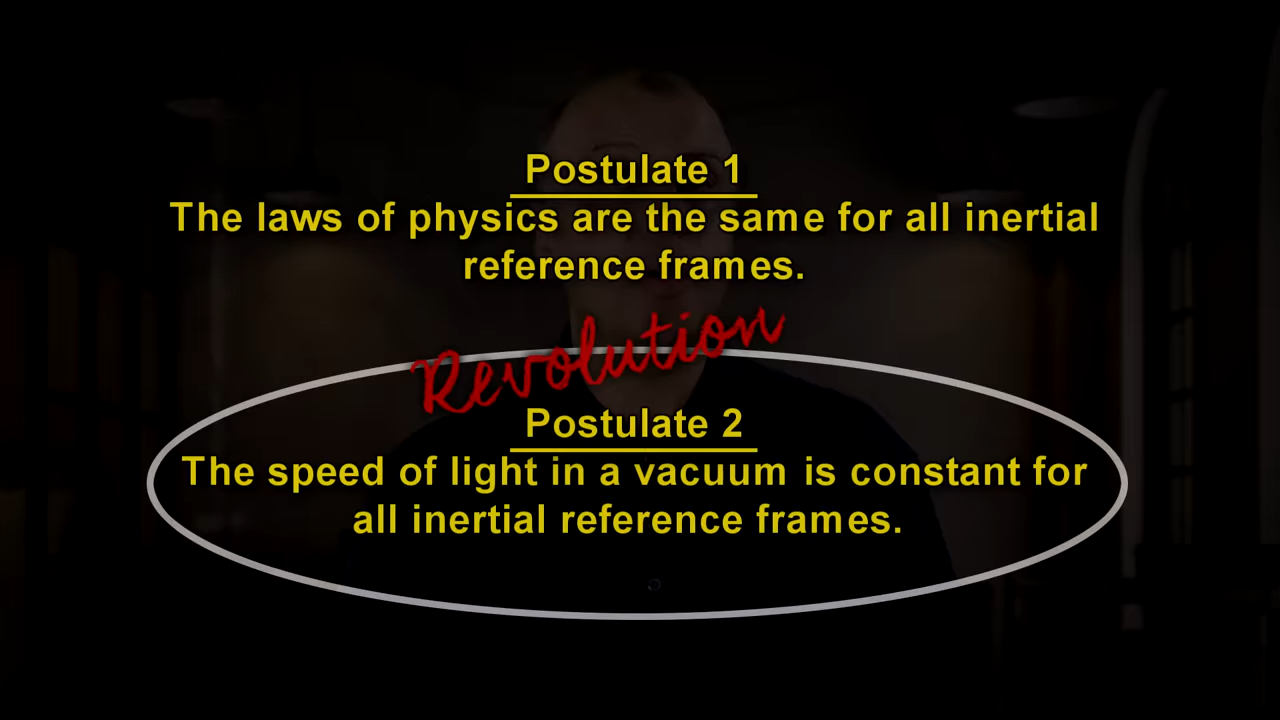 Postulate 1
The laws of physics are the same for all inertial
reference frames.
Revolution
Postulate 2
The speed of light in a vacuum is constant for
all inertial reference frames.